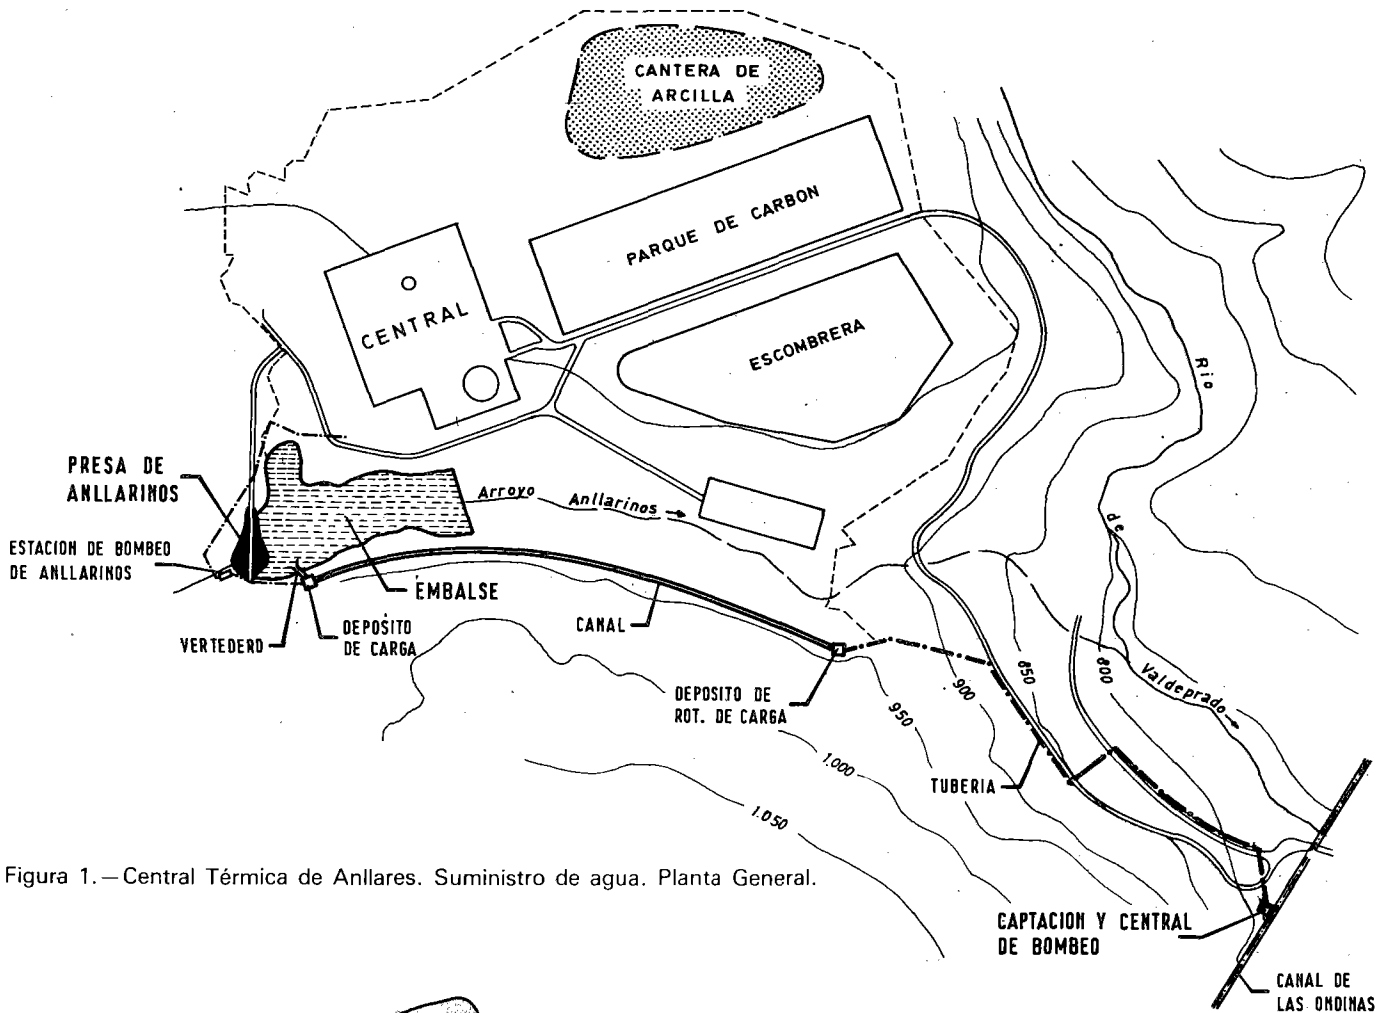 CANTERA DE
ARCILLA
PARQUE DE CARBON
CENTRAL
ESCOMBRERA
Rio
de
Valdeprado
PRESA DE
ANLLARINOS
Arroyo Anllarinos
ESTACION DE BOMBEO
DE ANLLARINOS
EMBALSE
VERTEDERO
DEPOSITO
DE CARGA
CANAL
DEPOSITO DE
ROT. DE CARGA
950
900
850
800
1.000
1.050
TUBERIA
Figura 1.—Central Térmica de Anllares. Suministro de agua. Planta General.
CAPTACION Y CENTRAL
DE BOMBEO
CANAL DE
LAS ONDINAS